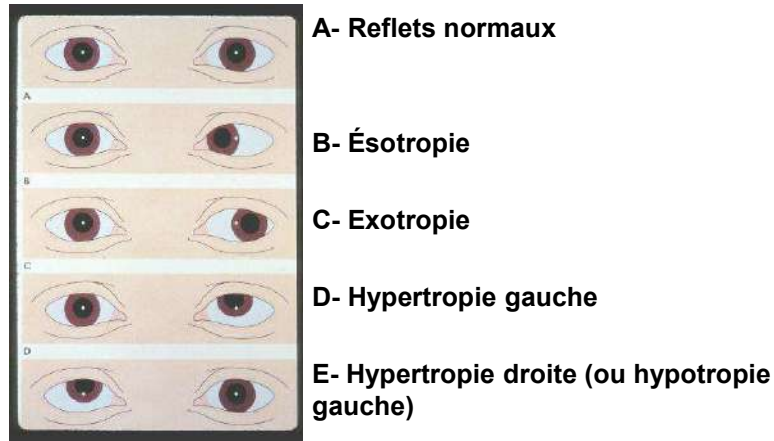 A- Reflets normaux
A
B- Ésotropie
B
C- Exotropie
C
D- Hypertropie gauche
D
E- Hypertropie droite (ou hypotropie
gauche)